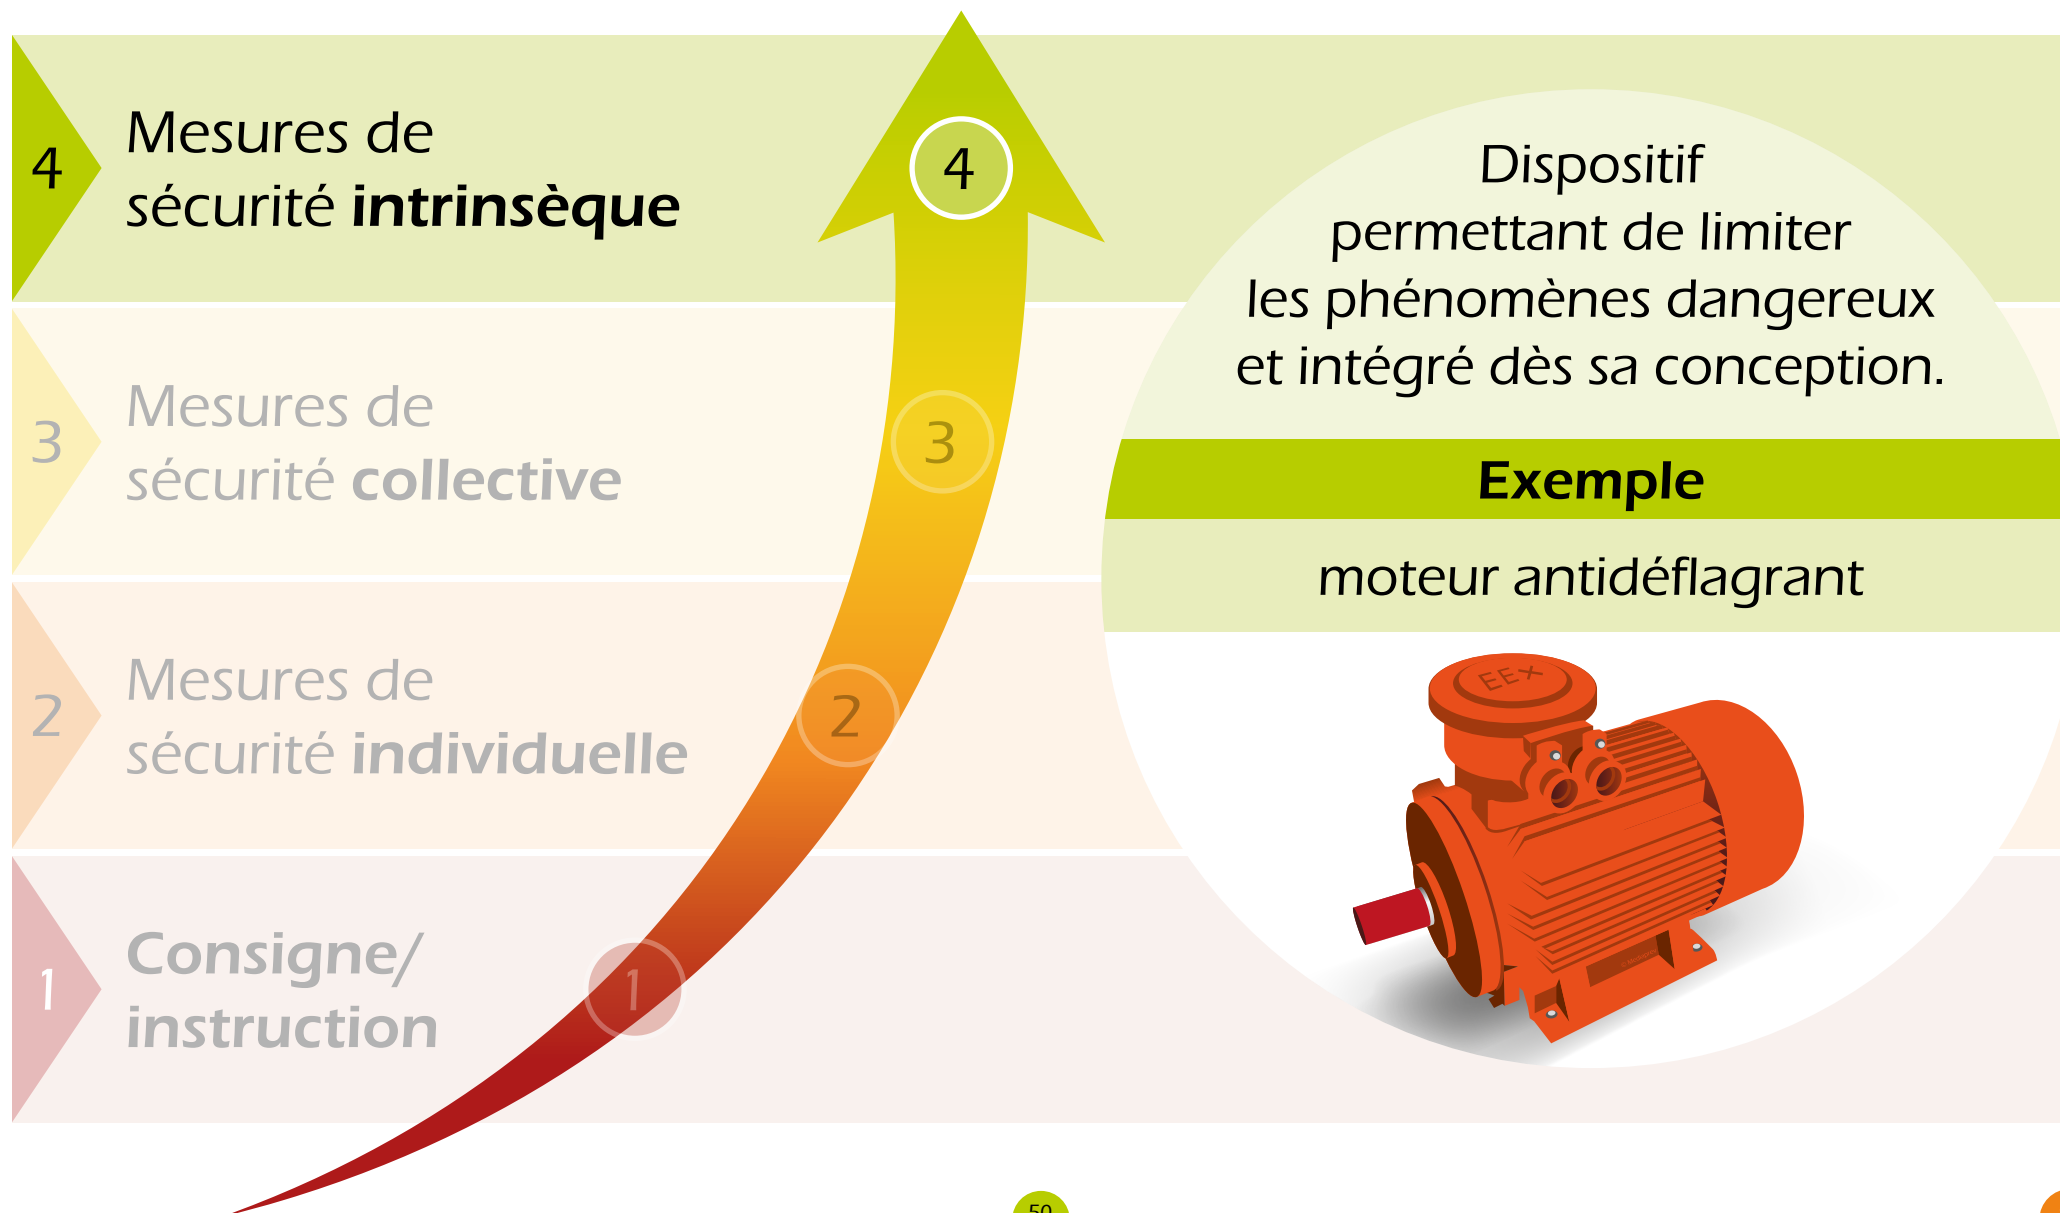 4
Mesures de
sécurité intrinsèque
4
Dispositif
permettant de limiter
les phénomènes dangereux
et intégré dès sa conception.
3
Mesures de
sécurité collective
3
Exemple
moteur antidéflagrant
2
Mesures de
sécurité individuelle
2
EEX
1
Consigne/
instruction
1
50